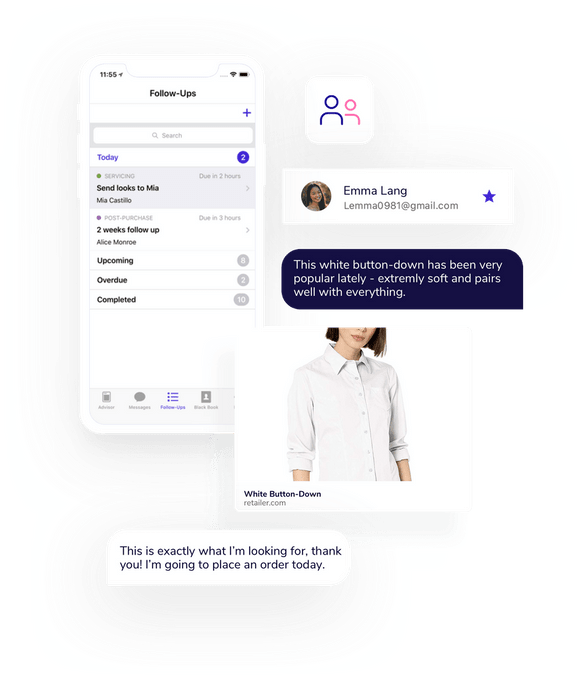 11:55
Follow-Ups
+
Search
Today 2
SERVICING Due in 2 hours
Send looks to Mia
Mia Castillo
POST-PURCHASE Due in 3 hours
2 weeks follow up
Alice Monroe
Upcoming 8
Overdue 2
Completed 10
Advisor Messages Follow-Ups Black Book
Emma Lang
Lemma0981@gmail.com
This white button-down has been very
popular lately - extremly soft and pairs
well with everything.
White Button-Down
retailer.com
This is exactly what I'm looking for, thank
you! I'm going to place an order today.